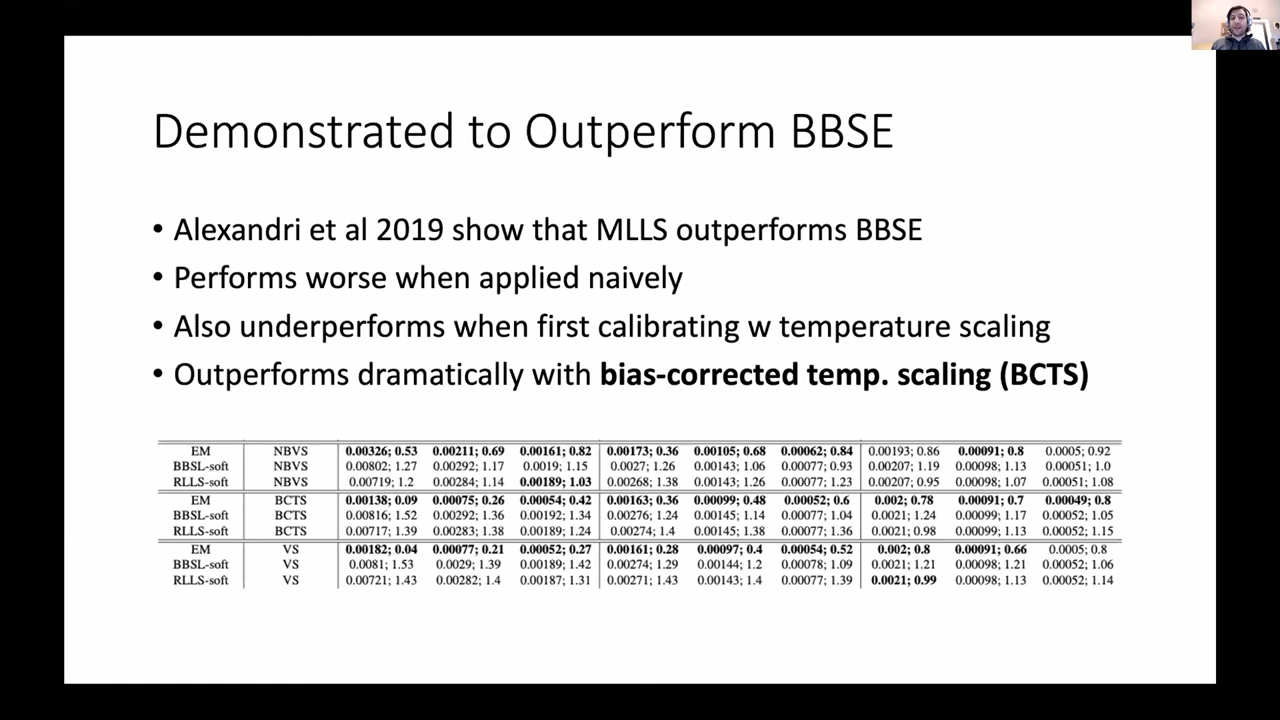 Demonstrated to Outperform BBSE
• Alexandri et al 2019 show that MLLS outperforms BBSE
• Performs worse when applied naively
• Also underperforms when first calibrating w temperature scaling
• Outperforms dramatically with bias-corrected temp. scaling (BCTS)
EM NBVS 0.00326; 0.53 0.00211; 0.69 0.00161; 0.82 0.00173; 0.36 0.00105; 0.68 0.00062; 0.84 0.00193; 0.86 0.00091; 0.8 0.0005; 0.92
BBSL-soft NBVS 0.00802; 1.27 0.00292; 1.17 0.0019; 1.15 0.0027; 1.26 0.00143; 1.06 0.00077; 0.93 0.00207; 1.19 0.00098; 1.13 0.00051; 1.0
RLLS-soft NBVS 0.00719; 1.2 0.00284; 1.14 0.00189; 1.03 0.00268; 1.38 0.00143; 1.26 0.00077; 1.23 0.00207; 0.95 0.00098; 1.07 0.00051; 1.08
EM BCTS 0.00138; 0.09 0.00075; 0.26 0.00054; 0.42 0.00163; 0.36 0.00099; 0.48 0.00052; 0.6 0.002; 0.78 0.00091; 0.7 0.00049; 0.8
BBSL-soft BCTS 0.00816; 1.52 0.00292; 1.36 0.00192; 1.34 0.00276; 1.24 0.00145; 1.14 0.00077; 1.04 0.0021; 1.24 0.00099; 1.17 0.00052; 1.05
RLLS-soft BCTS 0.00717; 1.39 0.00283; 1.38 0.00189; 1.24 0.00274; 1.4 0.00145; 1.38 0.00077; 1.36 0.0021; 0.98 0.00099; 1.13 0.00052; 1.15
EM VS 0.00182; 0.04 0.00077; 0.21 0.00052; 0.27 0.00161; 0.28 0.00097; 0.4 0.00054; 0.52 0.002; 0.8 0.00091; 0.66 0.0005; 0.8
BBSL-soft VS 0.0081; 1.53 0.0029; 1.39 0.00189; 1.42 0.00274; 1.29 0.00144; 1.2 0.00078; 1.09 0.0021; 1.21 0.00098; 1.21 0.00052; 1.06
RLLS-soft VS 0.00721; 1.43 0.00282; 1.4 0.00187; 1.31 0.00271; 1.43 0.00143; 1.4 0.00077; 1.39 0.0021; 0.99 0.00098; 1.13 0.00052; 1.14